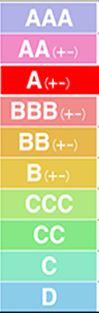 AAA
AA (+-)
A (+-)
BBB (+-)
BB (+-)
B (+-)
CCC
CC
C
D